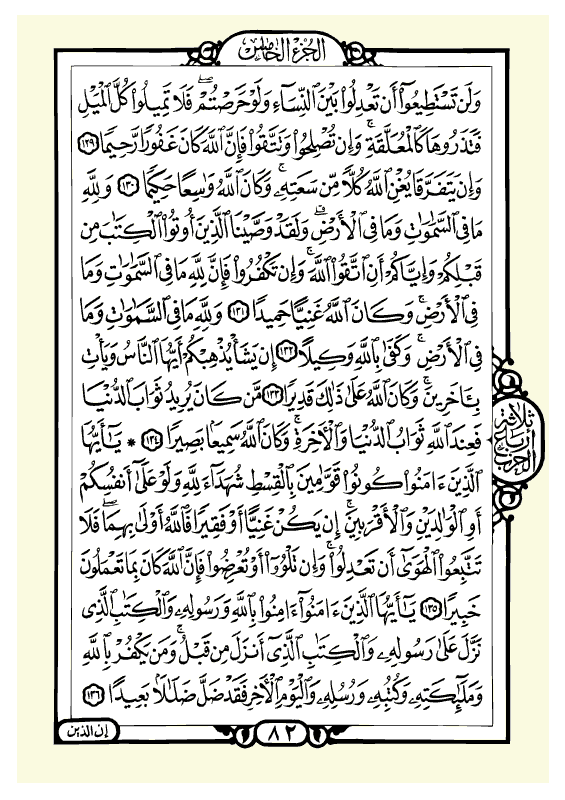 الجزء الخامس
وَلَن تَسْتَطِيعُوٓا۟ أَن تَعْدِلُوا۟ بَيْنَ ٱلنِّسَآءِ وَلَوْ حَرَصْتُمْ ۖ فَلَا تَمِيلُوا۟ كُلَّ ٱلْمَيْلِ
فَتَذَرُوهَا كَٱلْمُعَلَّقَةِ ۚ وَإِن تُصْلِحُوا۟ وَتَتَّقُوا۟ فَإِنَّ ٱللَّهَ كَانَ غَفُورًا رَّحِيمًا ١٢٩
وَإِن يَتَفَرَّقَا يُغْنِ ٱللَّهُ كُلًّا مِّن سَعَتِهِۦ ۚ وَكَانَ ٱللَّهُ وَٰسِعًا حَكِيمًا ١٣٠ وَلِلَّهِ
مَا فِى ٱلسَّمَٰوَٰتِ وَمَا فِى ٱلْأَرْضِ ۗ وَلَقَدْ وَصَّيْنَا ٱلَّذِينَ أُوتُوا۟ ٱلْكِتَٰبَ مِن
قَبْلِكُمْ وَإِيَّاكُمْ أَنِ ٱتَّقُوا۟ ٱللَّهَ ۚ وَإِن تَكْفُرُوا۟ فَإِنَّ لِلَّهِ مَا فِى ٱلسَّمَٰوَٰتِ وَمَا
فِى ٱلْأَرْضِ ۚ وَكَانَ ٱللَّهُ غَنِيًّا حَمِيدًا ١٣١ وَلِلَّهِ مَا فِى ٱلسَّمَٰوَٰتِ وَمَا
فِى ٱلْأَرْضِ ۚ وَكَفَىٰ بِٱللَّهِ وَكِيلًا ١٣٢ إِن يَشَأْ يُذْهِبْكُمْ أَيُّهَا ٱلنَّاسُ وَيَأْتِ
بِـَٔاخَرِينَ ۚ وَكَانَ ٱللَّهُ عَلَىٰ ذَٰلِكَ قَدِيرًا ١٣٣ مَّن كَانَ يُرِيدُ ثَوَابَ ٱلدُّنْيَا
فَعِندَ ٱللَّهِ ثَوَابُ ٱلدُّنْيَا وَٱلْـَٔاخِرَةِ ۚ وَكَانَ ٱللَّهُ سَمِيعًۢا بَصِيرًا ١٣٤ * يَٰٓأَيُّهَا
ٱلَّذِينَ ءَامَنُوا۟ كُونُوا۟ قَوَّٰمِينَ بِٱلْقِسْطِ شُهَدَآءَ لِلَّهِ وَلَوْ عَلَىٰٓ أَنفُسِكُمْ
أَوِ ٱلْوَٰلِدَيْنِ وَٱلْأَقْرَبِينَ ۚ إِن يَكُنْ غَنِيًّا أَوْ فَقِيرًا فَٱللَّهُ أَوْلَىٰ بِهِمَا ۖ فَلَا
تَتَّبِعُوا۟ ٱلْهَوَىٰٓ أَن تَعْدِلُوا۟ ۚ وَإِن تَلْوُۥٓا۟ أَوْ تُعْرِضُوا۟ فَإِنَّ ٱللَّهَ كَانَ بِمَا تَعْمَلُونَ
خَبِيرًا ١٣٥ يَٰٓأَيُّهَا ٱلَّذِينَ ءَامَنُوٓا۟ ءَامِنُوا۟ بِٱللَّهِ وَرَسُولِهِۦ وَٱلْكِتَٰبِ ٱلَّذِى
نَزَّلَ عَلَىٰ رَسُولِهِۦ وَٱلْكِتَٰبِ ٱلَّذِىٓ أَنزَلَ مِن قَبْلُ ۚ وَمَن يَكْفُرْ بِٱللَّهِ
وَمَلَٰٓئِكَتِهِۦ وَكُتُبِهِۦ وَرُسُلِهِۦ وَٱلْيَوْمِ ٱلْـَٔاخِرِ فَقَدْ ضَلَّ ضَلَٰلًۢا بَعِيدًا ١٣٦
ثلاثة
أرباع
الحزب
إن الذين
٨٢